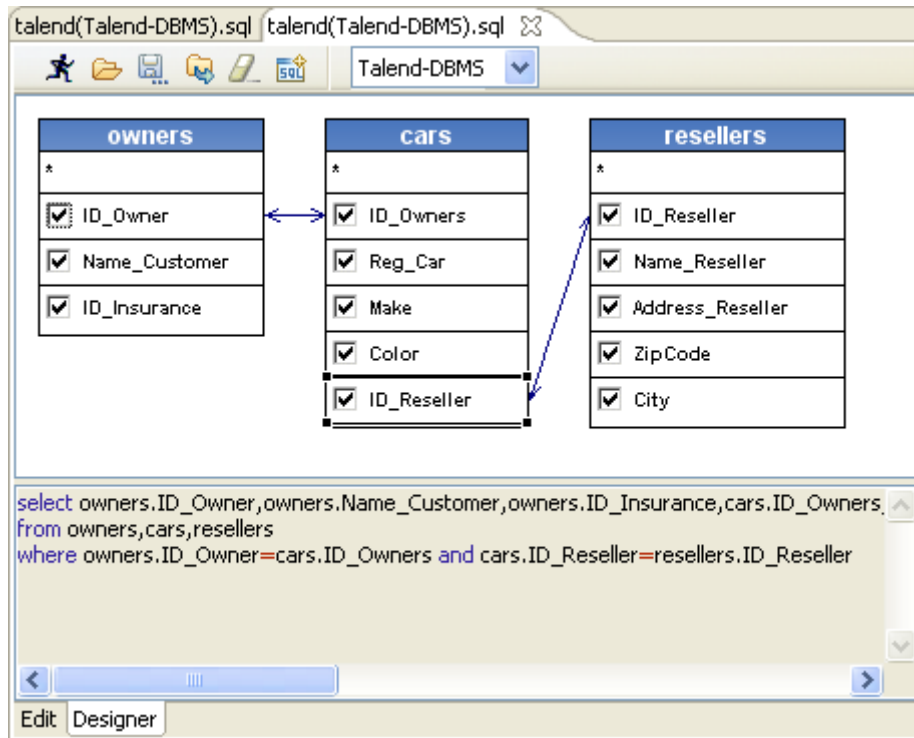 talend(Talend-DBMS).sql talend(Talend-DBMS).sql
SQL Talend-DBMS
owners cars resellers
* * *
ID_Owner ID_Owners ID_Reseller
Name_Customer Reg_Car Name_Reseller
ID_Insurance Make Address_Reseller
Color ZipCode
ID_Reseller City
select owners.ID_Owner,owners.Name_Customer,owners.ID_Insurance,cars.ID_Owners,
from owners,cars,resellers
where owners.ID_Owner=cars.ID_Owners and cars.ID_Reseller=resellers.ID_Reseller
Edit Designer